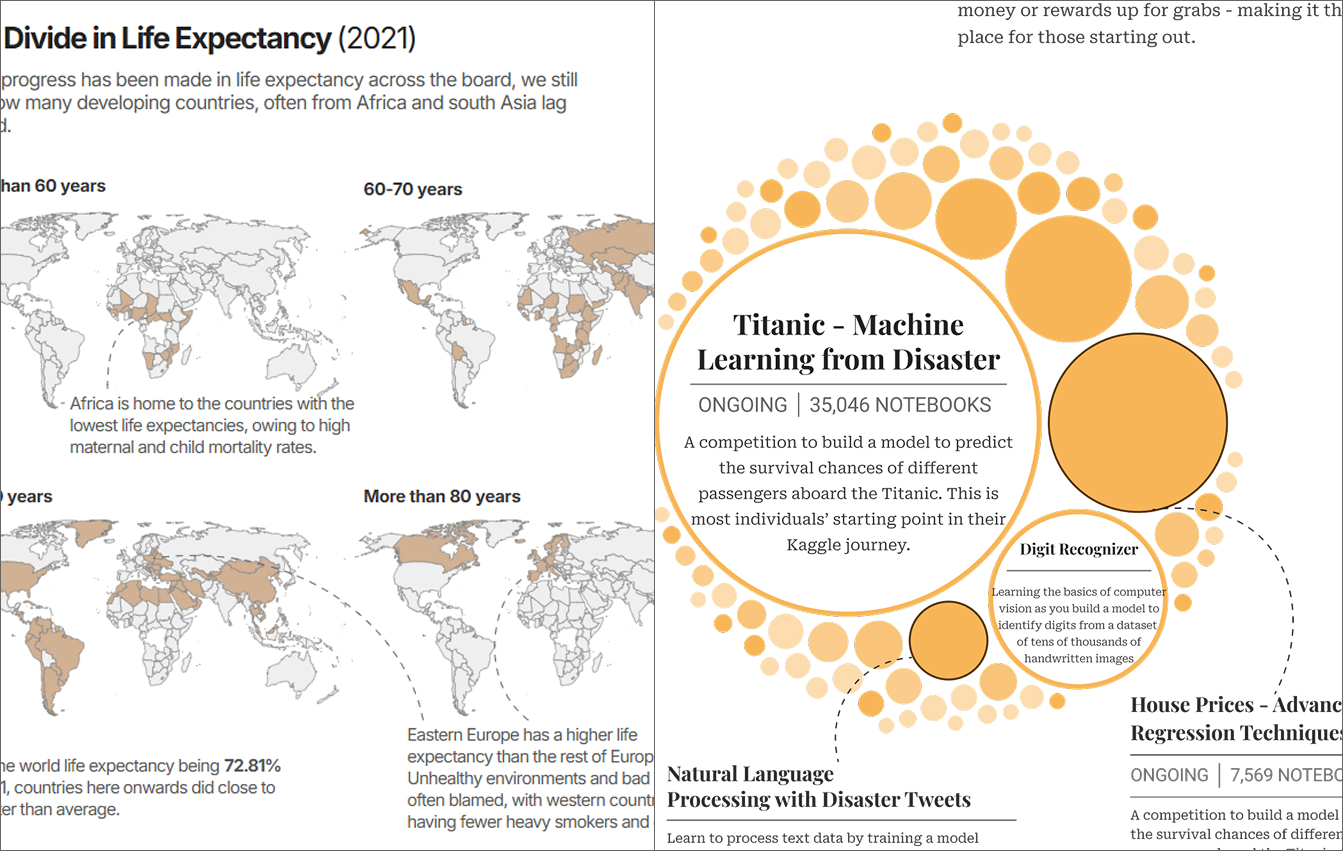 Divide in Life Expectancy (2021)
progress has been made in life expectancy across the board, we still
ow many developing countries, often from Africa and south Asia lag
d.
han 60 years
60-70 years
Africa is home to the countries with the
lowest life expectancies, owing to high
maternal and child mortality rates.
0 years
More than 80 years
Eastern Europe has a higher life
expectancy than the rest of Europ
Unhealthy environments and bad
often blamed, with western countr
having fewer heavy smokers and
he world life expectancy being 72.81%
1, countries here onwards did close to
ter than average.
money or rewards up for grabs - making it th
place for those starting out.
Titanic - Machine
Learning from Disaster
ONGOING | 35,046 NOTEBOOKS
A competition to build a model to predict
the survival chances of different
passengers aboard the Titanic. This is
most individuals’ starting point in their
Kaggle journey.
Digit Recognizer
Learning the basics of computer
vision as you build a model to
identify digits from a dataset
of tens of thousands of
handwritten images
House Prices - Advanc
Regression Techniques
ONGOING | 7,569 NOTEBO
A competition to build a model
the survival chances of differen
Natural Language
Processing with Disaster Tweets
Learn to process text data by training a model